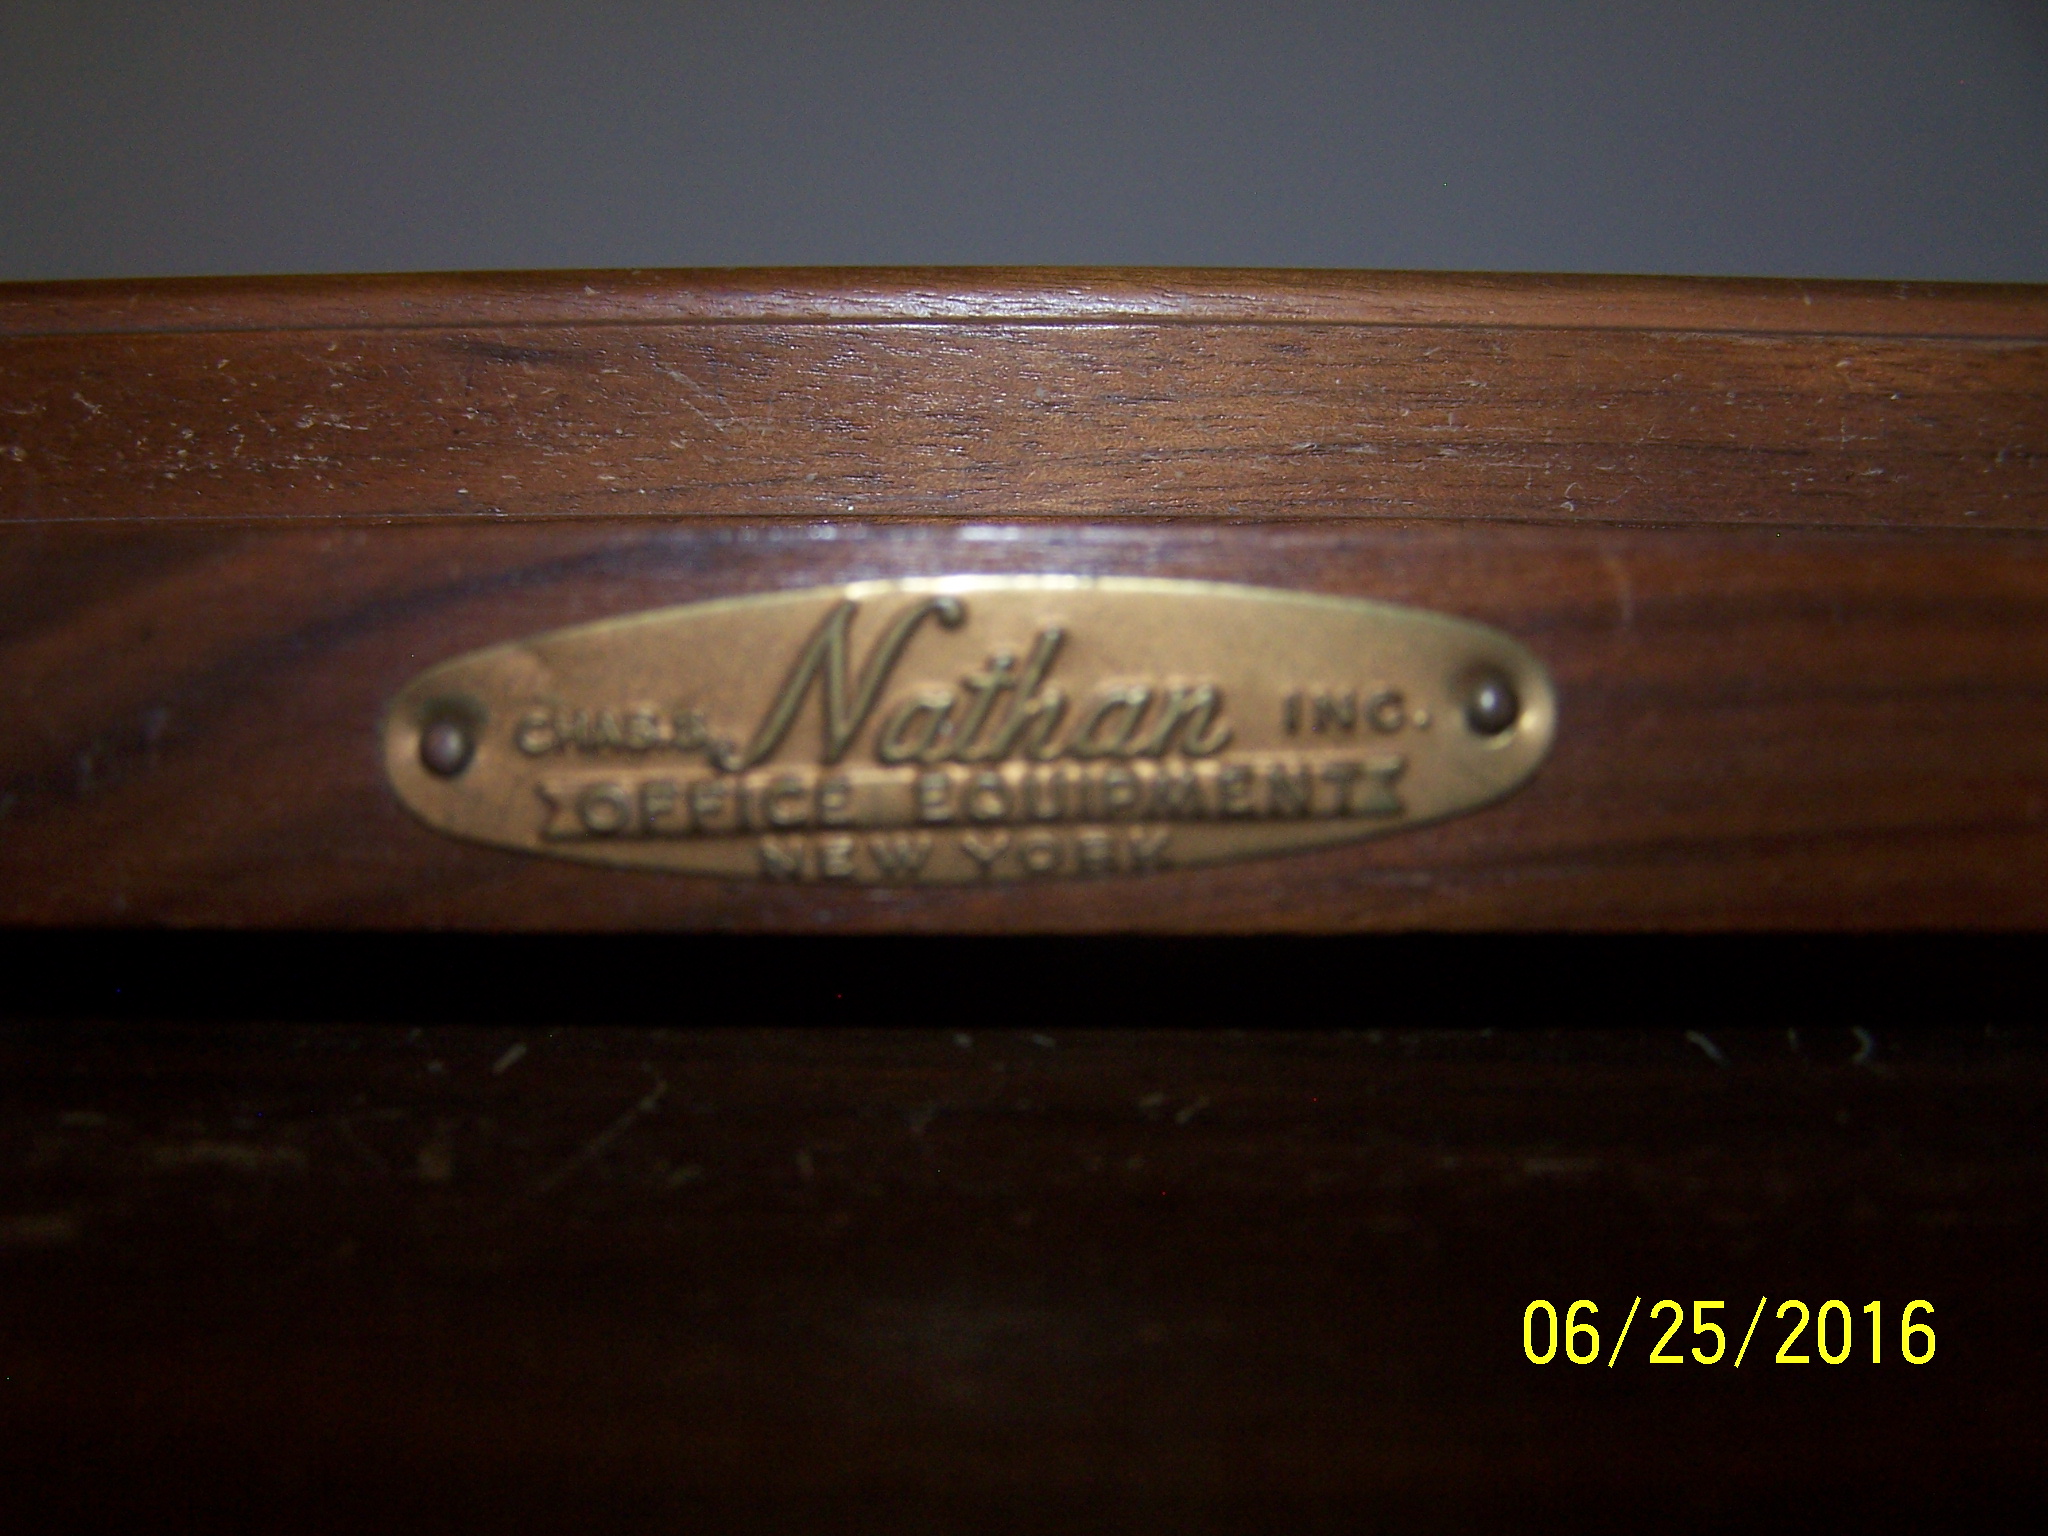 CHAS. S. Nathan INC.
OFFICE EQUIPMENT
NEW YORK
06/25/2016